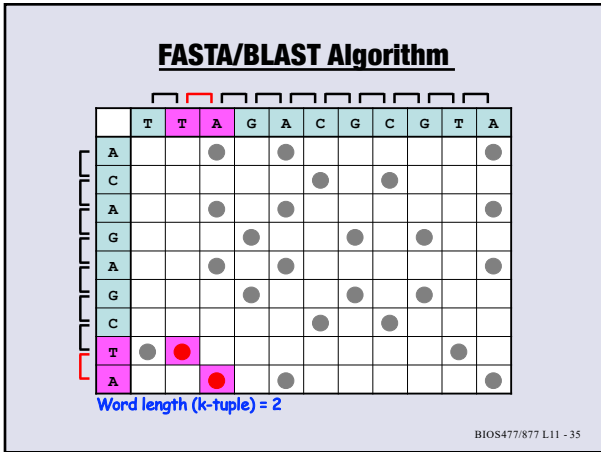 FASTA/BLAST Algorithm
T T A G A C G C G T A
A
C
A
G
A
G
C
T
A
Word length (k-tuple) = 2
BIOS477/877 L11 - 35